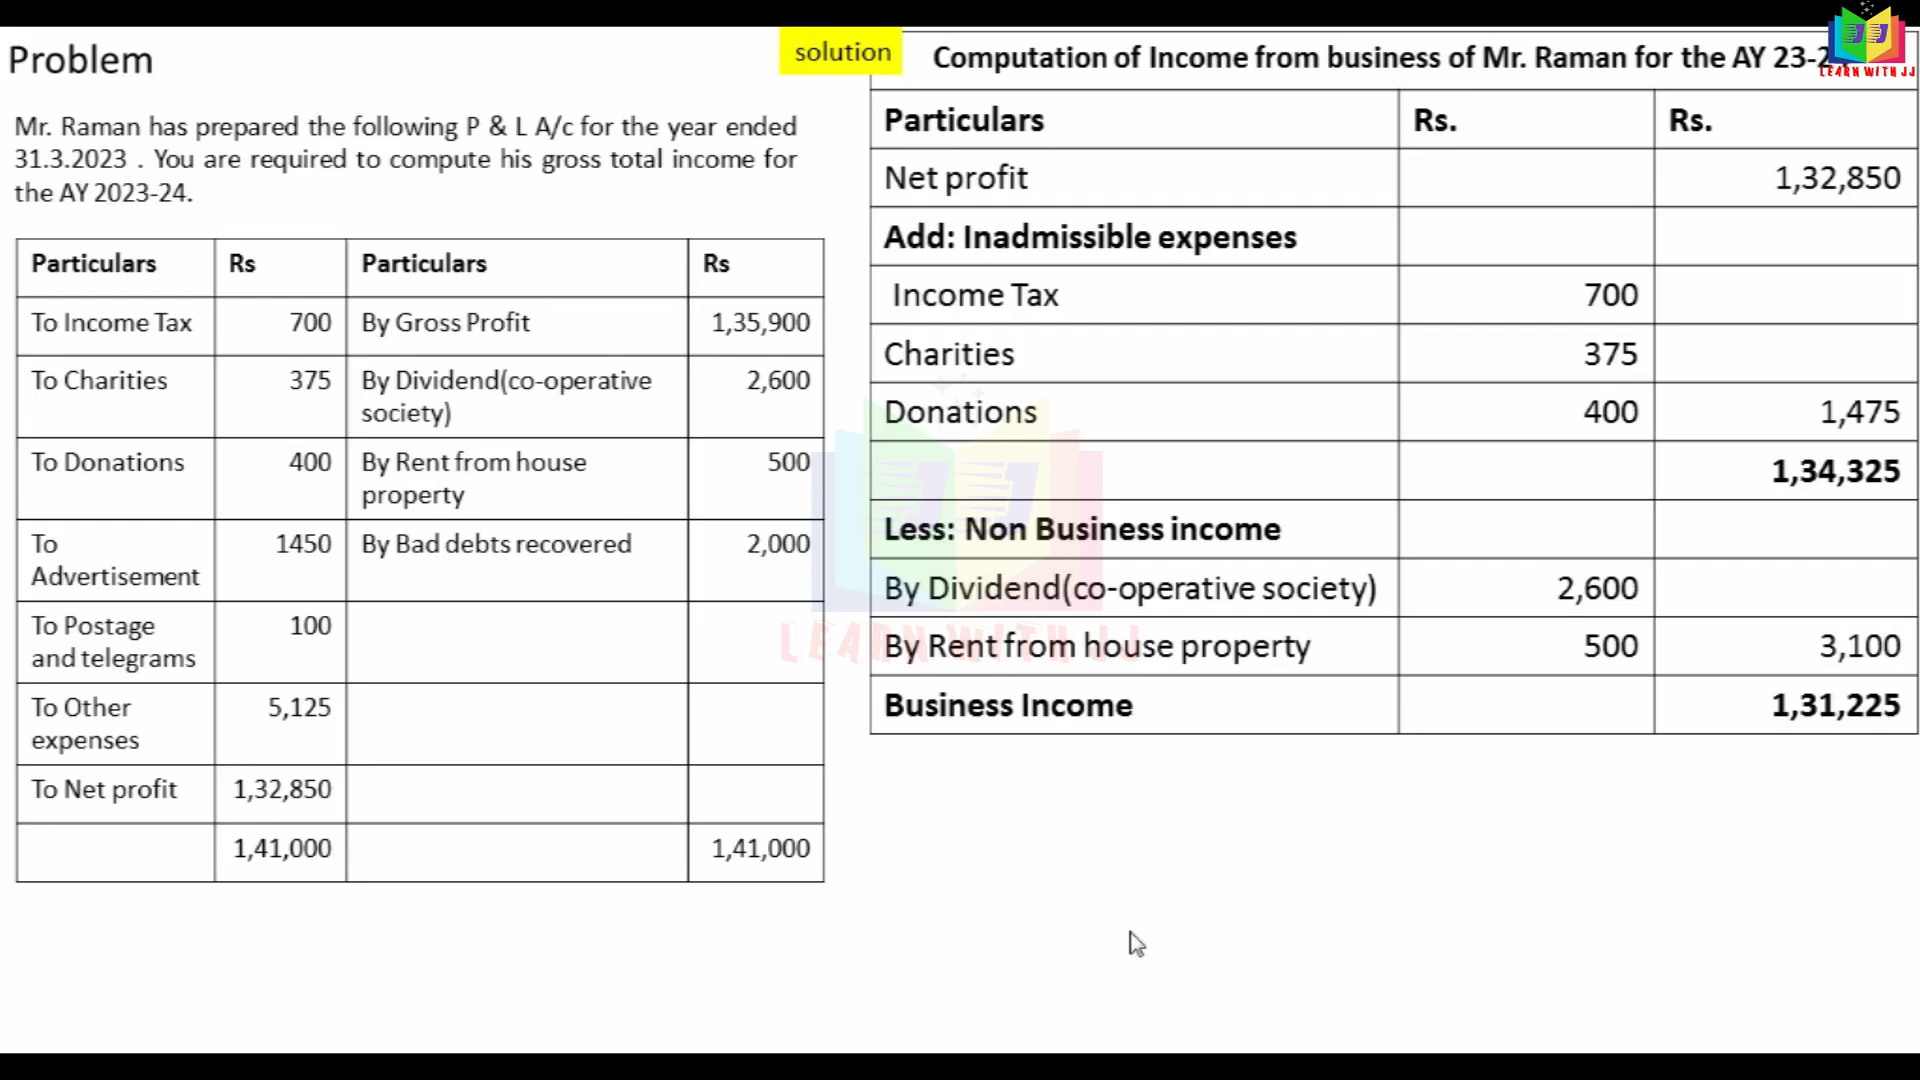 Problem
Mr. Raman has prepared the following P & L A/c for the year ended
31.3.2023 . You are required to compute his gross total income for
the AY 2023-24.
Particulars Rs Particulars Rs
To Income Tax 700 By Gross Profit 1,35,900
To Charities 375 By Dividend(co-operative 2,600
society)
To Donations 400 By Rent from house 500
property
To 1450 By Bad debts recovered 2,000
Advertisement
To Postage 100
and telegrams
To Other 5,125
expenses
To Net profit 1,32,850
1,41,000 1,41,000
solution
Computation of Income from business of Mr. Raman for the AY 23-2
Particulars Rs. Rs.
Net profit 1,32,850
Add: Inadmissible expenses
Income Tax 700
Charities 375
Donations 400 1,475
1,34,325
Less: Non Business income
By Dividend(co-operative society) 2,600
By Rent from house property 500 3,100
Business Income 1,31,225
LEARN WITH JJ
JJ
LEARN WITH JJ